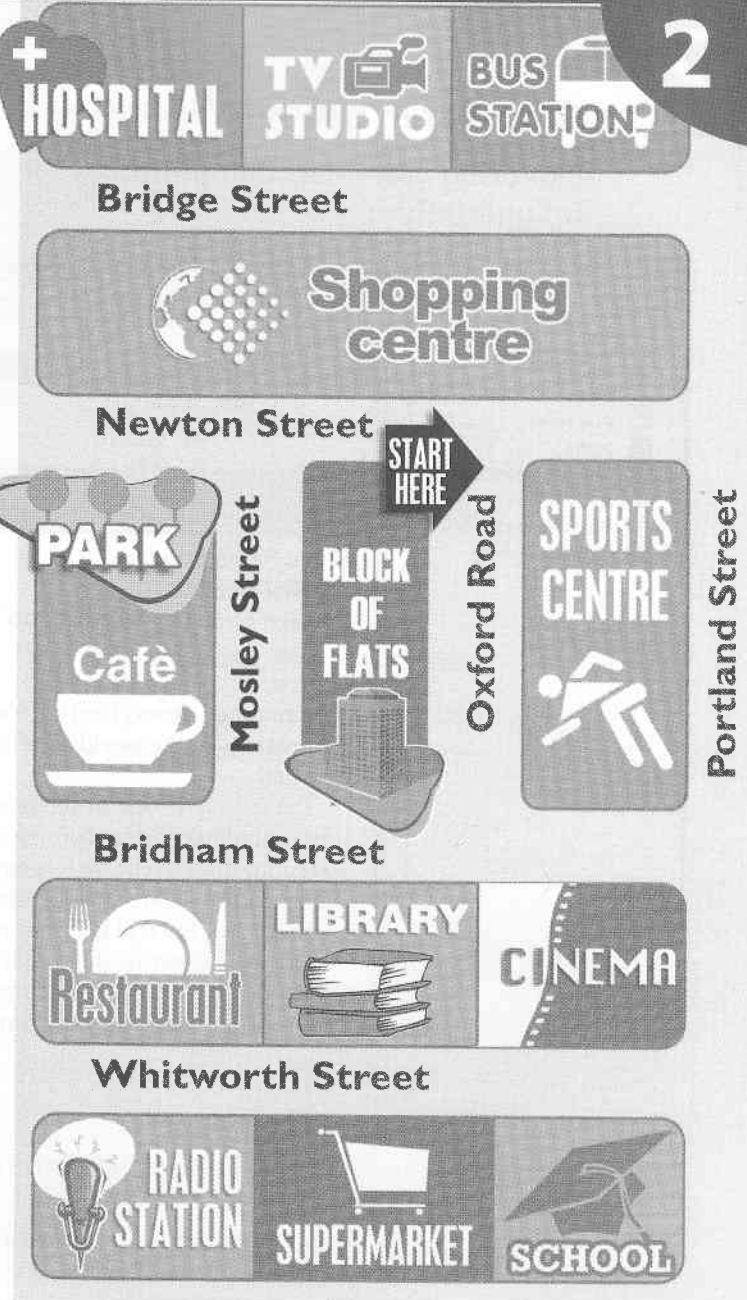 2
HOSPITAL
TV
STUDIO
BUS
STATION
Bridge Street
Shopping
centre
Newton Street
START
HERE
PARK
Cafè
Mosley Street
BLOCK
OF
FLATS
Oxford Road
SPORTS
CENTRE
Portland Street
Bridham Street
Restaurant
LIBRARY
CINEMA
Whitworth Street
RADIO
STATION
SUPERMARKET
SCHOOL